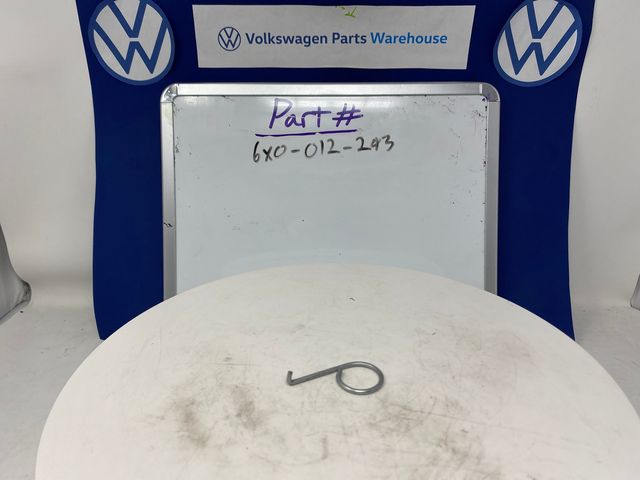 Volkswagen Parts Warehouse
Part #
6X0-012-243